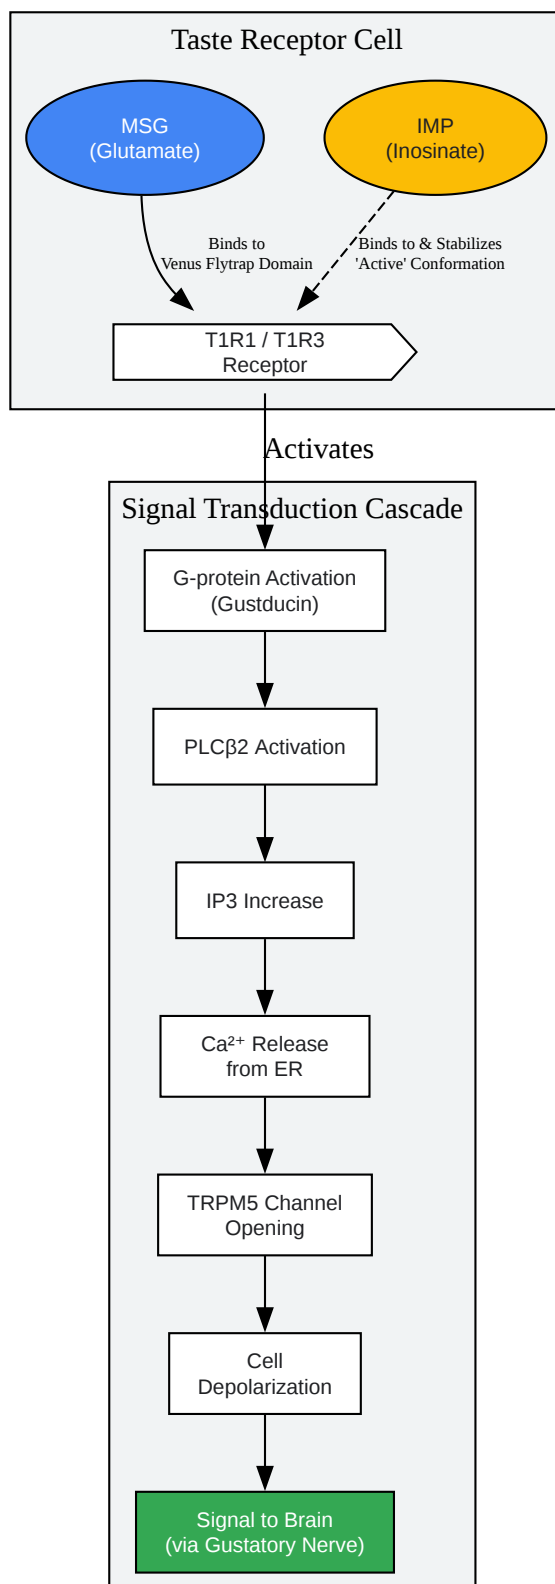 Taste Receptor Cell
MSG
(Glutamate)
IMP
(Inosinate)
Binds to
Venus Flytrap Domain
Binds to & Stabilizes
'Active' Conformation
T1R1 / T1R3
Receptor
Activates
Signal Transduction Cascade
G-protein Activation
(Gustducin)
PLCβ2 Activation
IP3 Increase
Ca²⁺ Release
from ER
TRPM5 Channel
Opening
Cell
Depolarization
Signal to Brain
(via Gustatory Nerve)